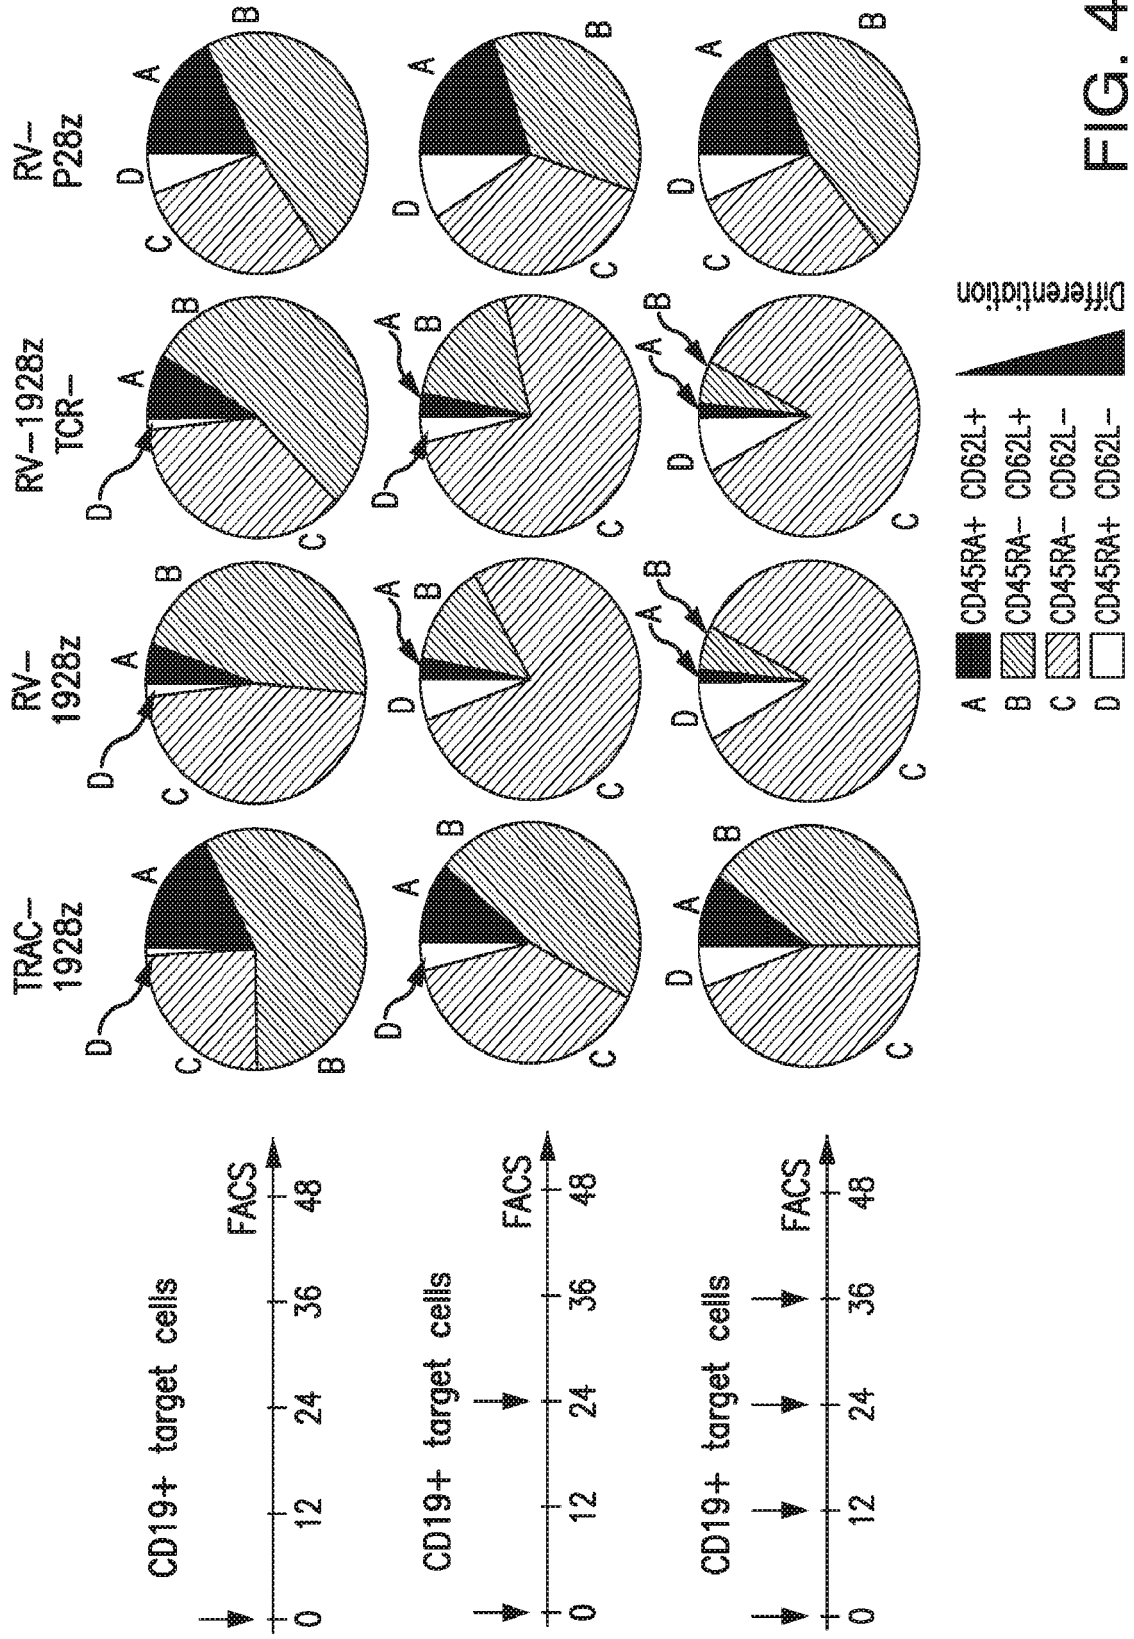 TRAC–
1928z
RV–
1928z
RV–1928z
TCR–
RV–
P28z
CD19+ target cells
FACS
0 12 24 36 48
D A C B
D A B C
D A B C
D A B C
CD19+ target cells
FACS
0 12 24 36 48
D A B C
D A B C
D A B C
D A B C
CD19+ target cells
FACS
0 12 24 36 48
D A B C
D A B C
D A B C
D A B C
A CD45RA+ CD62L+
B CD45RA– CD62L+
C CD45RA– CD62L–
D CD45RA+ CD62L–
Differentiation